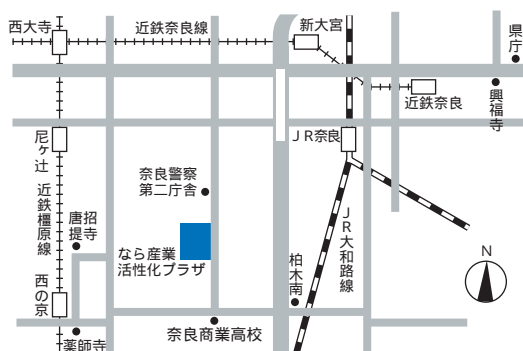 西大寺
近鉄奈良線
新大宮
県庁
近鉄奈良
興福寺
尼ヶ辻
JR奈良
近鉄橿原線
奈良警察
第二庁舎
唐招
提寺
なら産業
活性化プラザ
JR大和路線
柏木南
N
西の京
奈良商業高校
薬師寺